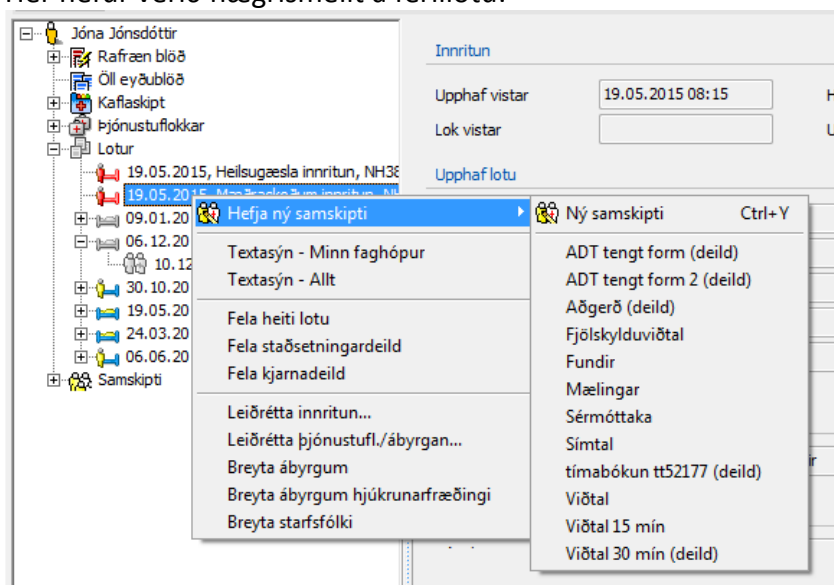 Jóna Jónsdóttir
Rafræn blöð
Öll eyðublöð
Kaflaskipt
Þjónustuflokkar
Lotur
19.05.2015, Heilsugæsla innritun, NH38
19.05.2015, Mæðraskoðum innritun, NH
09.01.20
06.12.20
10.12
30.10.20
19.05.20
24.03.20
06.06.20
Samskipti
Innritun
Upphaf vistar 19.05.2015 08:15 H
Lok vistar U
Upphaf lotu
Hefja ný samskipti
Textasýn - Minn faghópur
Textasýn - Allt
Fela heiti lotu
Fela staðsetningardeild
Fela kjarnadeild
Leiðrétta innritun...
Leiðrétta þjónustufl./ábyrgan...
Breyta ábyrgum
Breyta ábyrgum hjúkrunarfræðingi
Breyta starfsfólki
Ný samskipti Ctrl+Y
ADT tengt form (deild)
ADT tengt form 2 (deild)
Aðgerð (deild)
Fjölskylduviðtal
Fundir
Mælingar
Sérmóttaka
Símtal
tímabókun tt52177 (deild)
Viðtal
Viðtal 15 mín
Viðtal 30 mín (deild)
ir